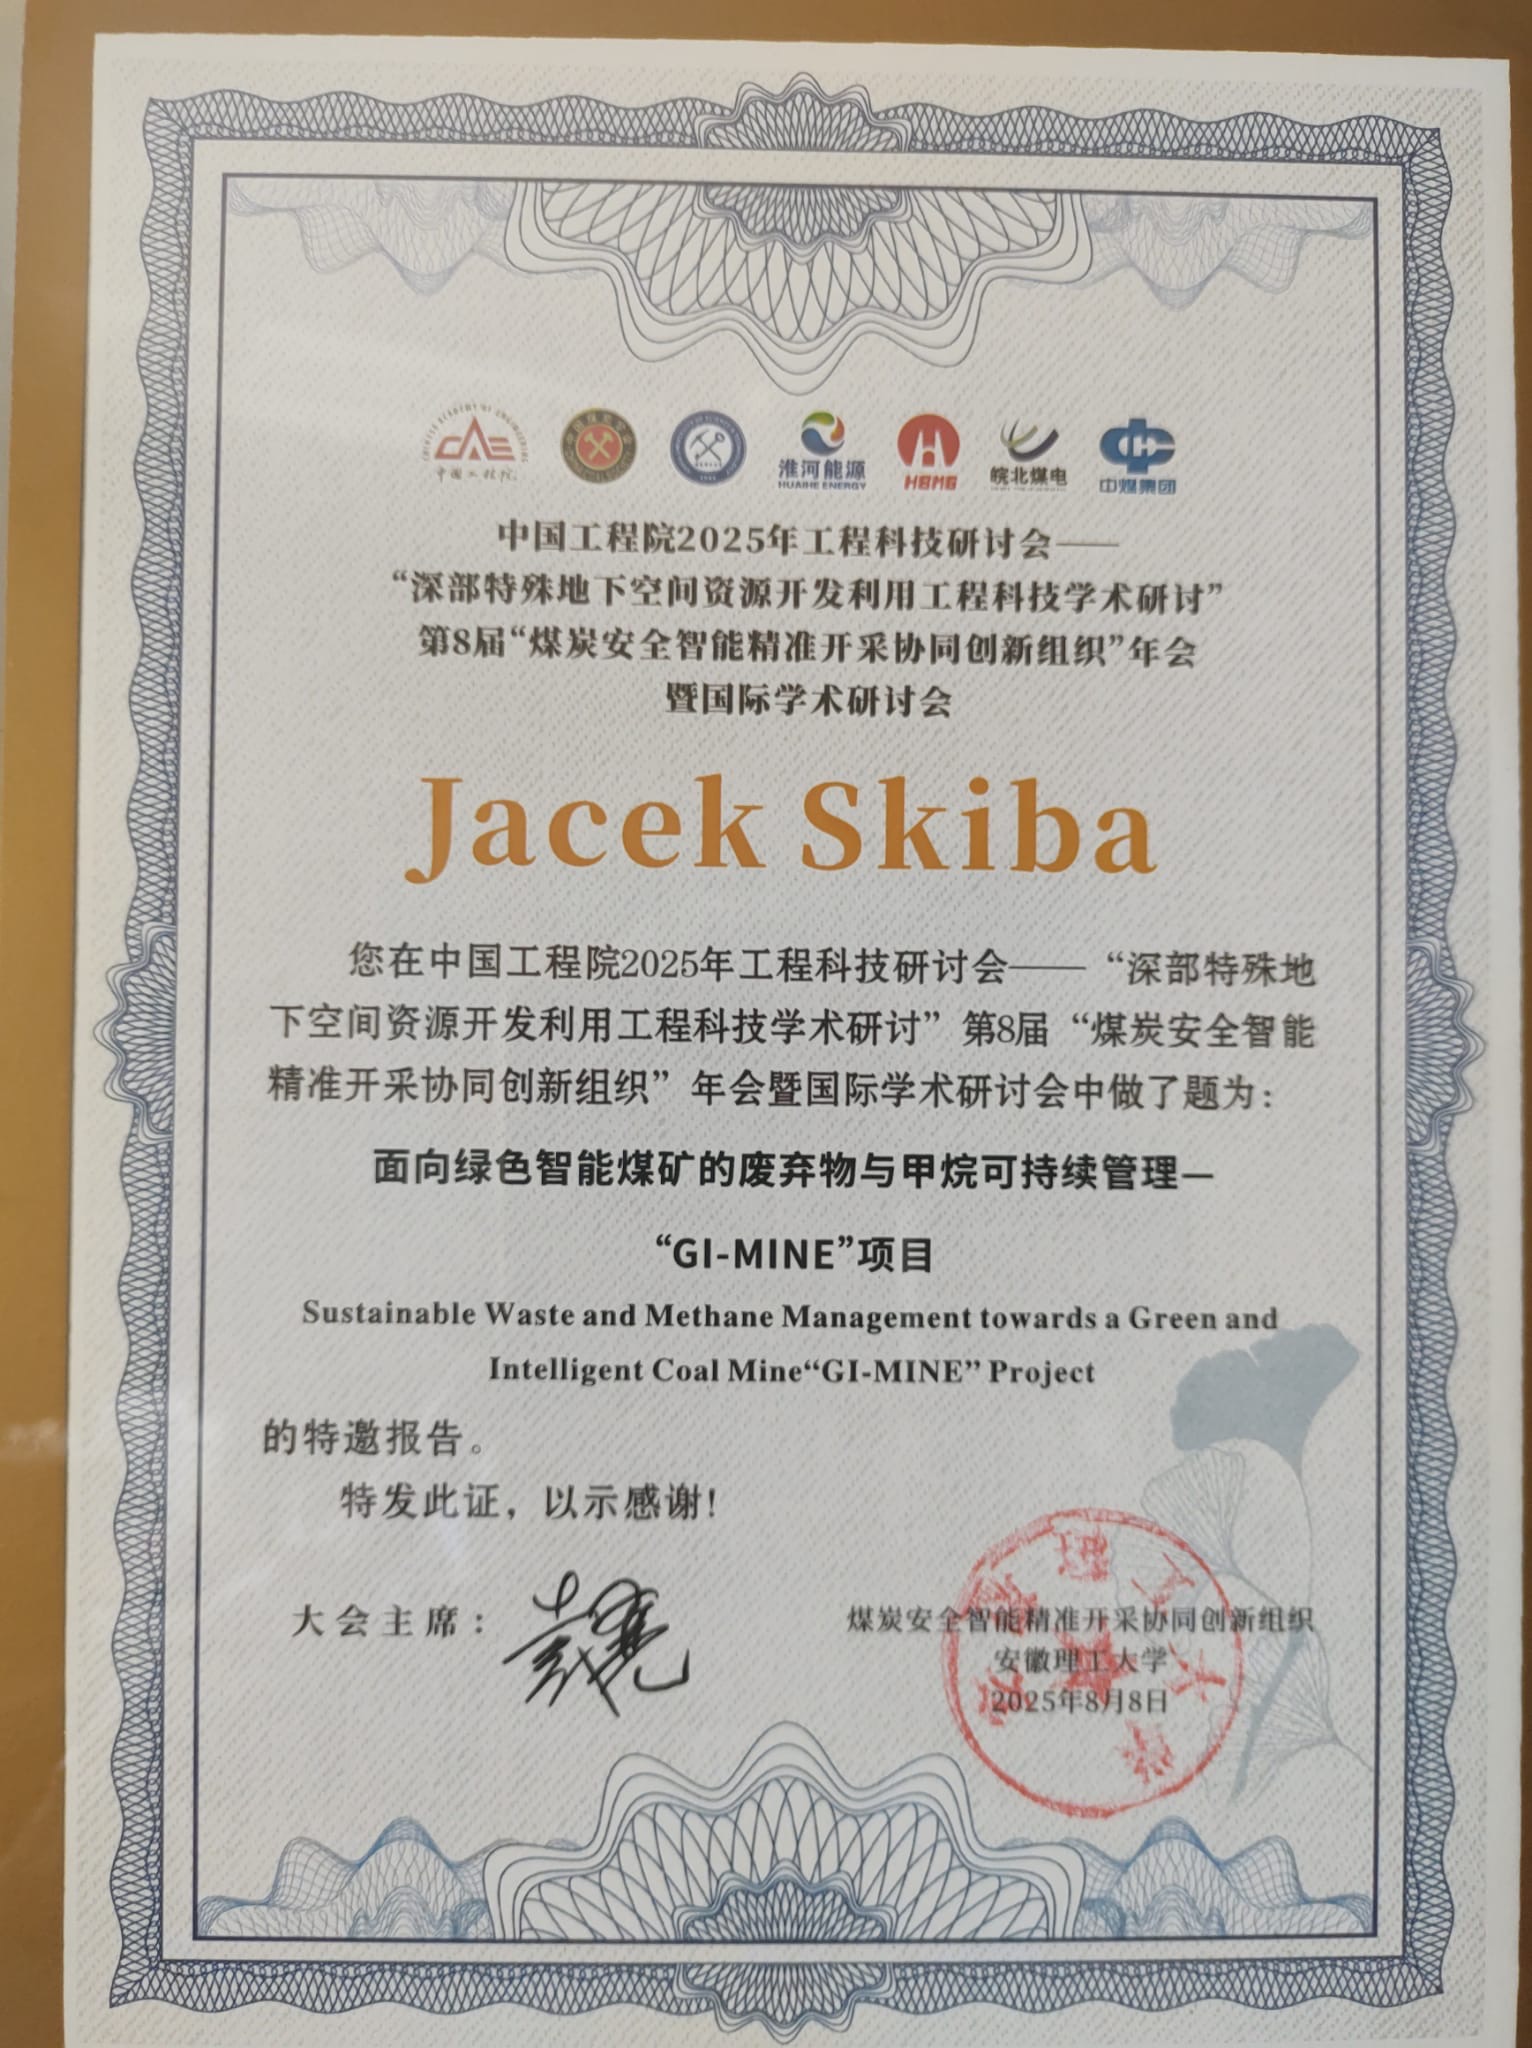 CAE
中国工程院
淮河能源
HUAIHE ENERGY
HBMG
皖北煤电
中煤集团
中国工程院2025年工程科技研讨会——
“深部特殊地下空间资源开发利用工程科技学术研讨”
第8届“煤炭安全智能精准开采协同创新组织”年会
暨国际学术研讨会
Jacek Skiba
您在中国工程院2025年工程科技研讨会——“深部特殊地
下空间资源开发利用工程科技学术研讨”第8届“煤炭安全智能
精准开采协同创新组织”年会暨国际学术研讨会中做了题为：
面向绿色智能煤矿的废弃物与甲烷可持续管理—
“GI-MINE”项目
Sustainable Waste and Methane Management towards a Green and
Intelligent Coal Mine“GI-MINE” Project
的特邀报告。
特发此证，以示感谢！
大会主席：
煤炭安全智能精准开采协同创新组织
安徽理工大学
2025年8月8日